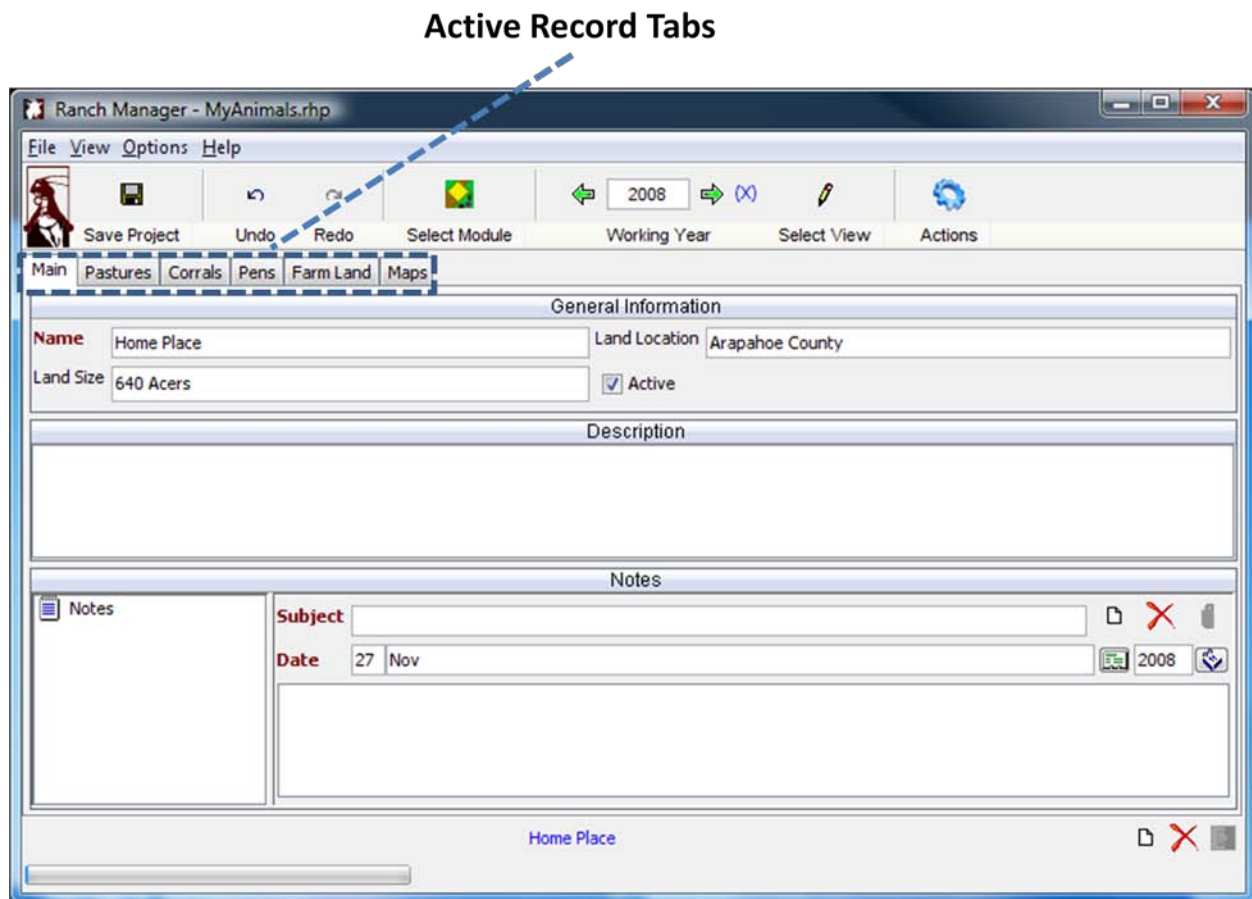 Active Record Tabs
Ranch Manager - MyAnimals.rhp
File View Options Help
2008 (X)
Save Project Undo Redo Select Module Working Year Select View Actions
Main Pastures Corrals Pens Farm Land Maps
General Information
Name Home Place Land Location Arapahoe County
Land Size 640 Acers Active
Description
Notes
Notes
Subject
Date 27 Nov 2008
Home Place